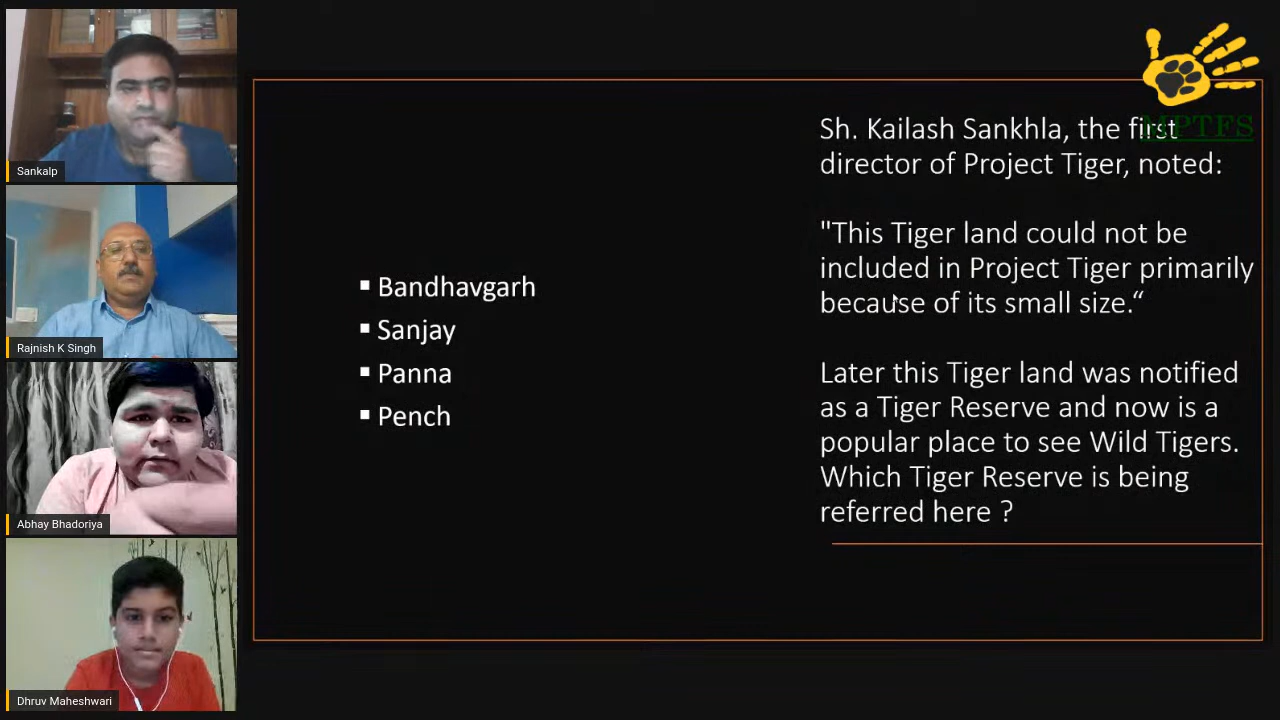 Sankalp
Rajnish K Singh
Abhay Bhadoriya
Dhruv Maheshwari
▪ Bandhavgarh
▪ Sanjay
▪ Panna
▪ Pench
MPTFS
Sh. Kailash Sankhla, the first
director of Project Tiger, noted:
"This Tiger land could not be
included in Project Tiger primarily
because of its small size.“
Later this Tiger land was notified
as a Tiger Reserve and now is a
popular place to see Wild Tigers.
Which Tiger Reserve is being
referred here ?